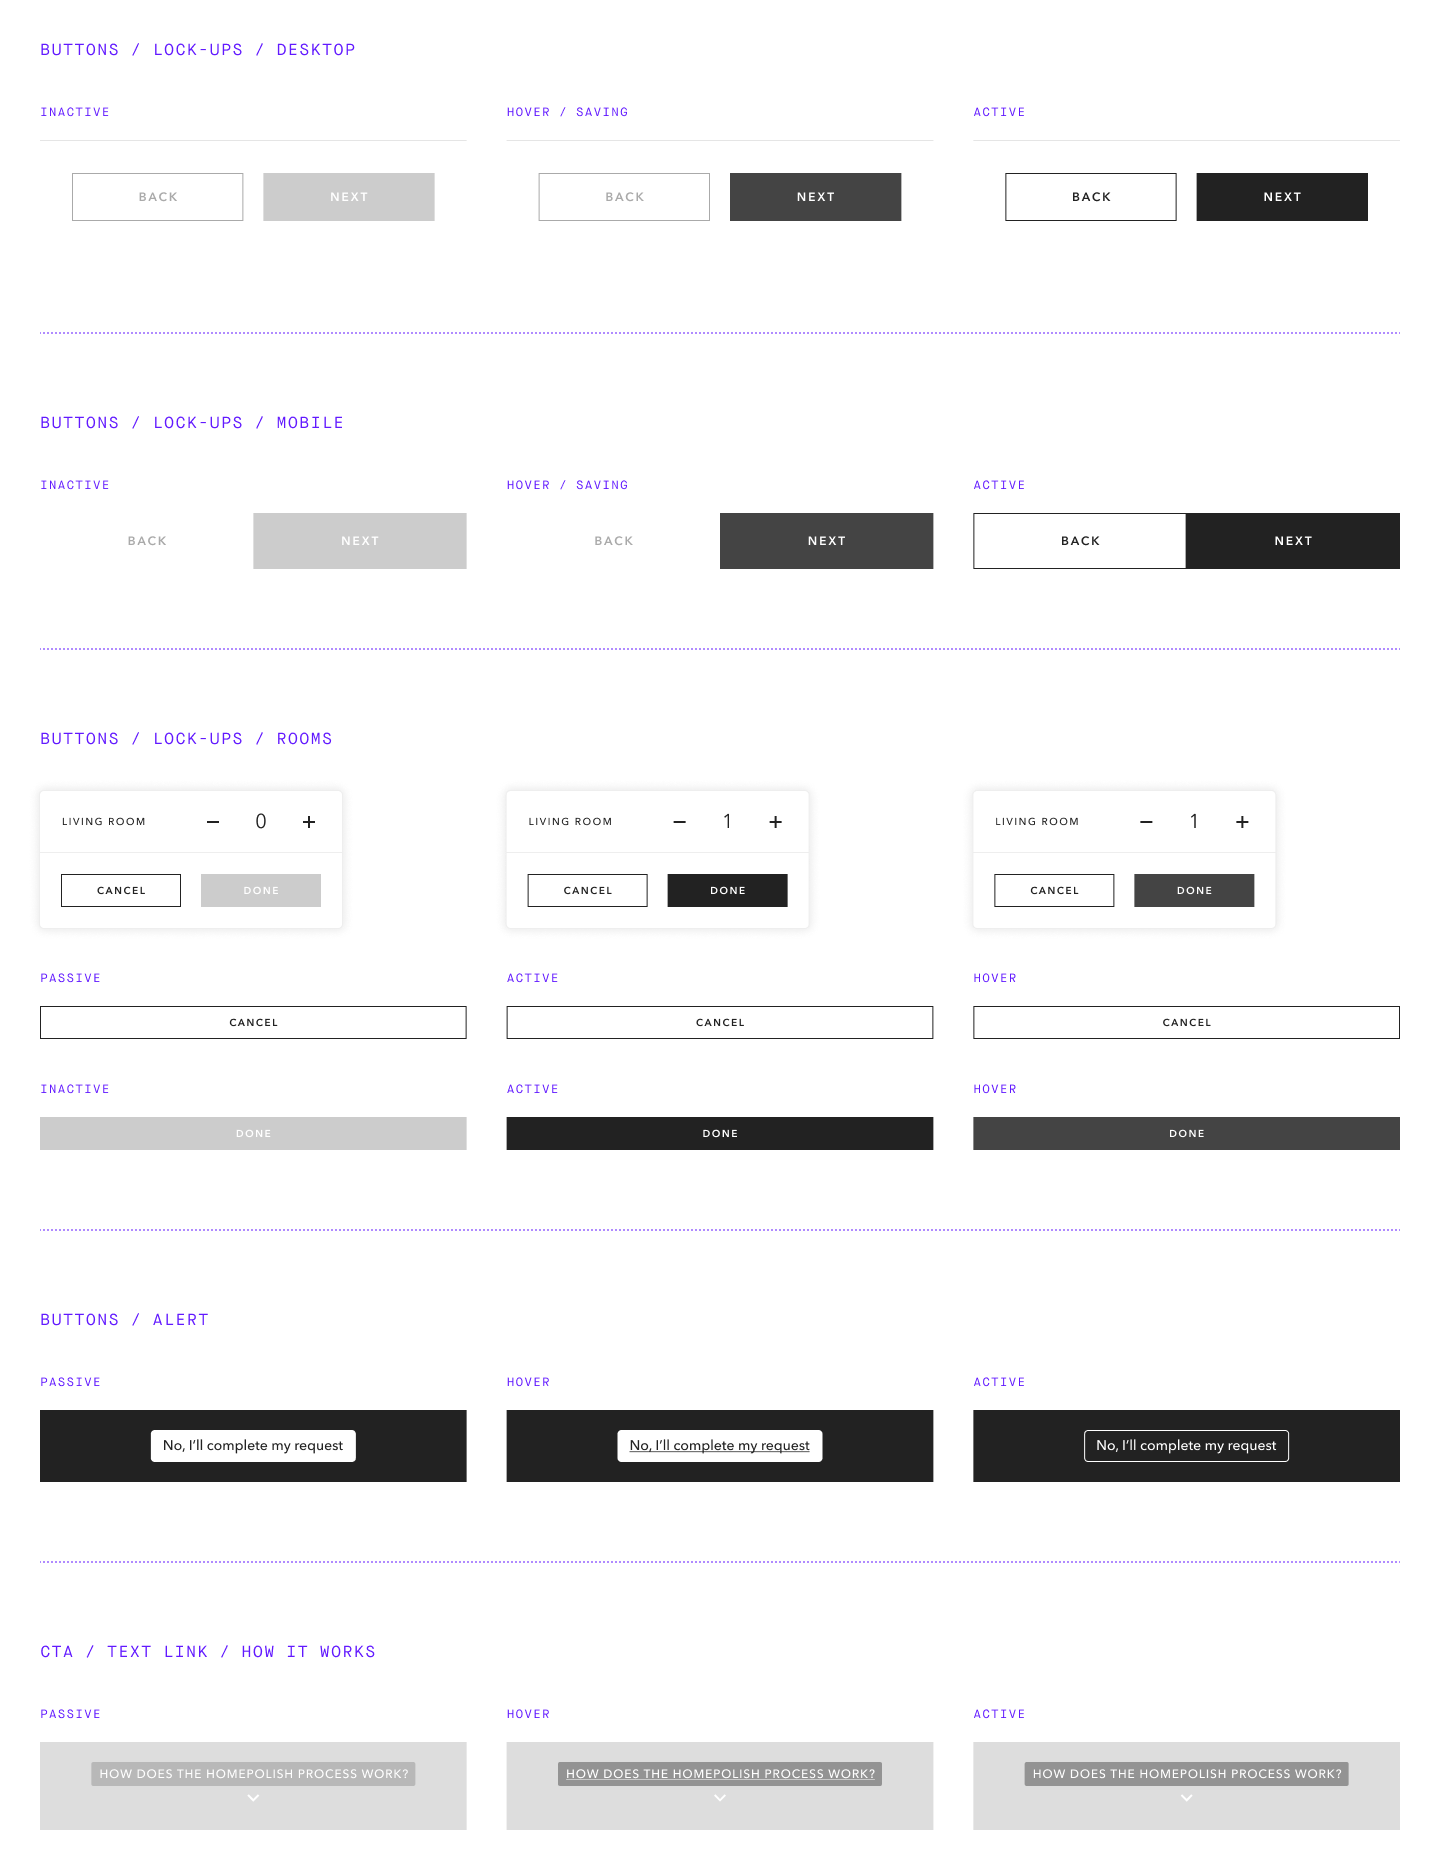 BUTTONS / LOCK-UPS / DESKTOP
INACTIVE
HOVER / SAVING
ACTIVE
BACK
NEXT
BACK
NEXT
BACK
NEXT
BUTTONS / LOCK-UPS / MOBILE
INACTIVE
HOVER / SAVING
ACTIVE
BACK
NEXT
BACK
NEXT
BACK
NEXT
BUTTONS / LOCK-UPS / ROOMS
LIVING ROOM − 0 +
LIVING ROOM − 1 +
LIVING ROOM − 1 +
CANCEL
DONE
CANCEL
DONE
CANCEL
DONE
PASSIVE
ACTIVE
HOVER
CANCEL
CANCEL
CANCEL
INACTIVE
ACTIVE
HOVER
DONE
DONE
DONE
BUTTONS / ALERT
PASSIVE
HOVER
ACTIVE
No, I’ll complete my request
No, I’ll complete my request
No, I’ll complete my request
CTA / TEXT LINK / HOW IT WORKS
PASSIVE
HOVER
ACTIVE
HOW DOES THE HOMEPOLISH PROCESS WORK?
HOW DOES THE HOMEPOLISH PROCESS WORK?
HOW DOES THE HOMEPOLISH PROCESS WORK?